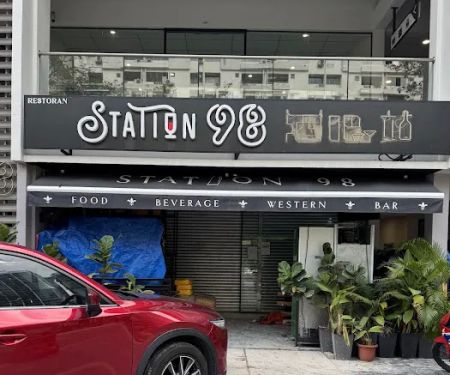 RESTORAN
STATION 98
STATION 98
FOOD ⚜ BEVERAGE ⚜ WESTERN ⚜ BAR ⚜